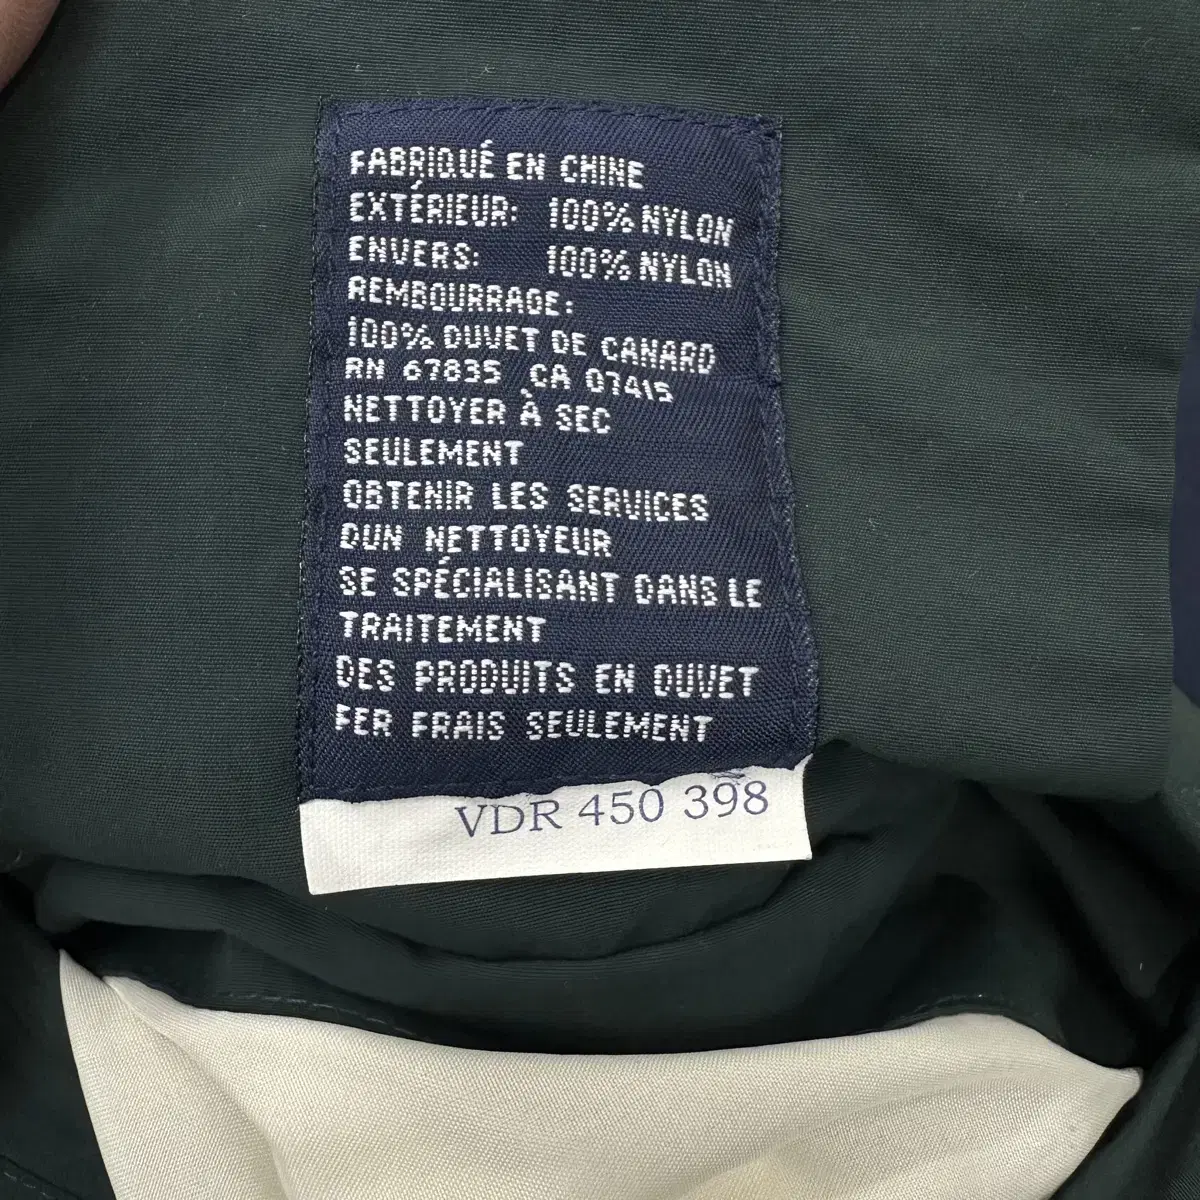 FABRIQUÉ EN CHINE
EXTÉRIEUR: 100% NYLON
ENVERS: 100% NYLON
REMBOURRAGE:
100% DUVET DE CANARD
RN 67835 CA 07415
NETTOYER À SEC
SEULEMENT
OBTENIR LES SERVICES
DUN NETTOYEUR
SE SPÉCIALISANT DANS LE
TRAITEMENT
DES PRODUITS EN DUVET
FER FRAIS SEULEMENT
VDR 450 398